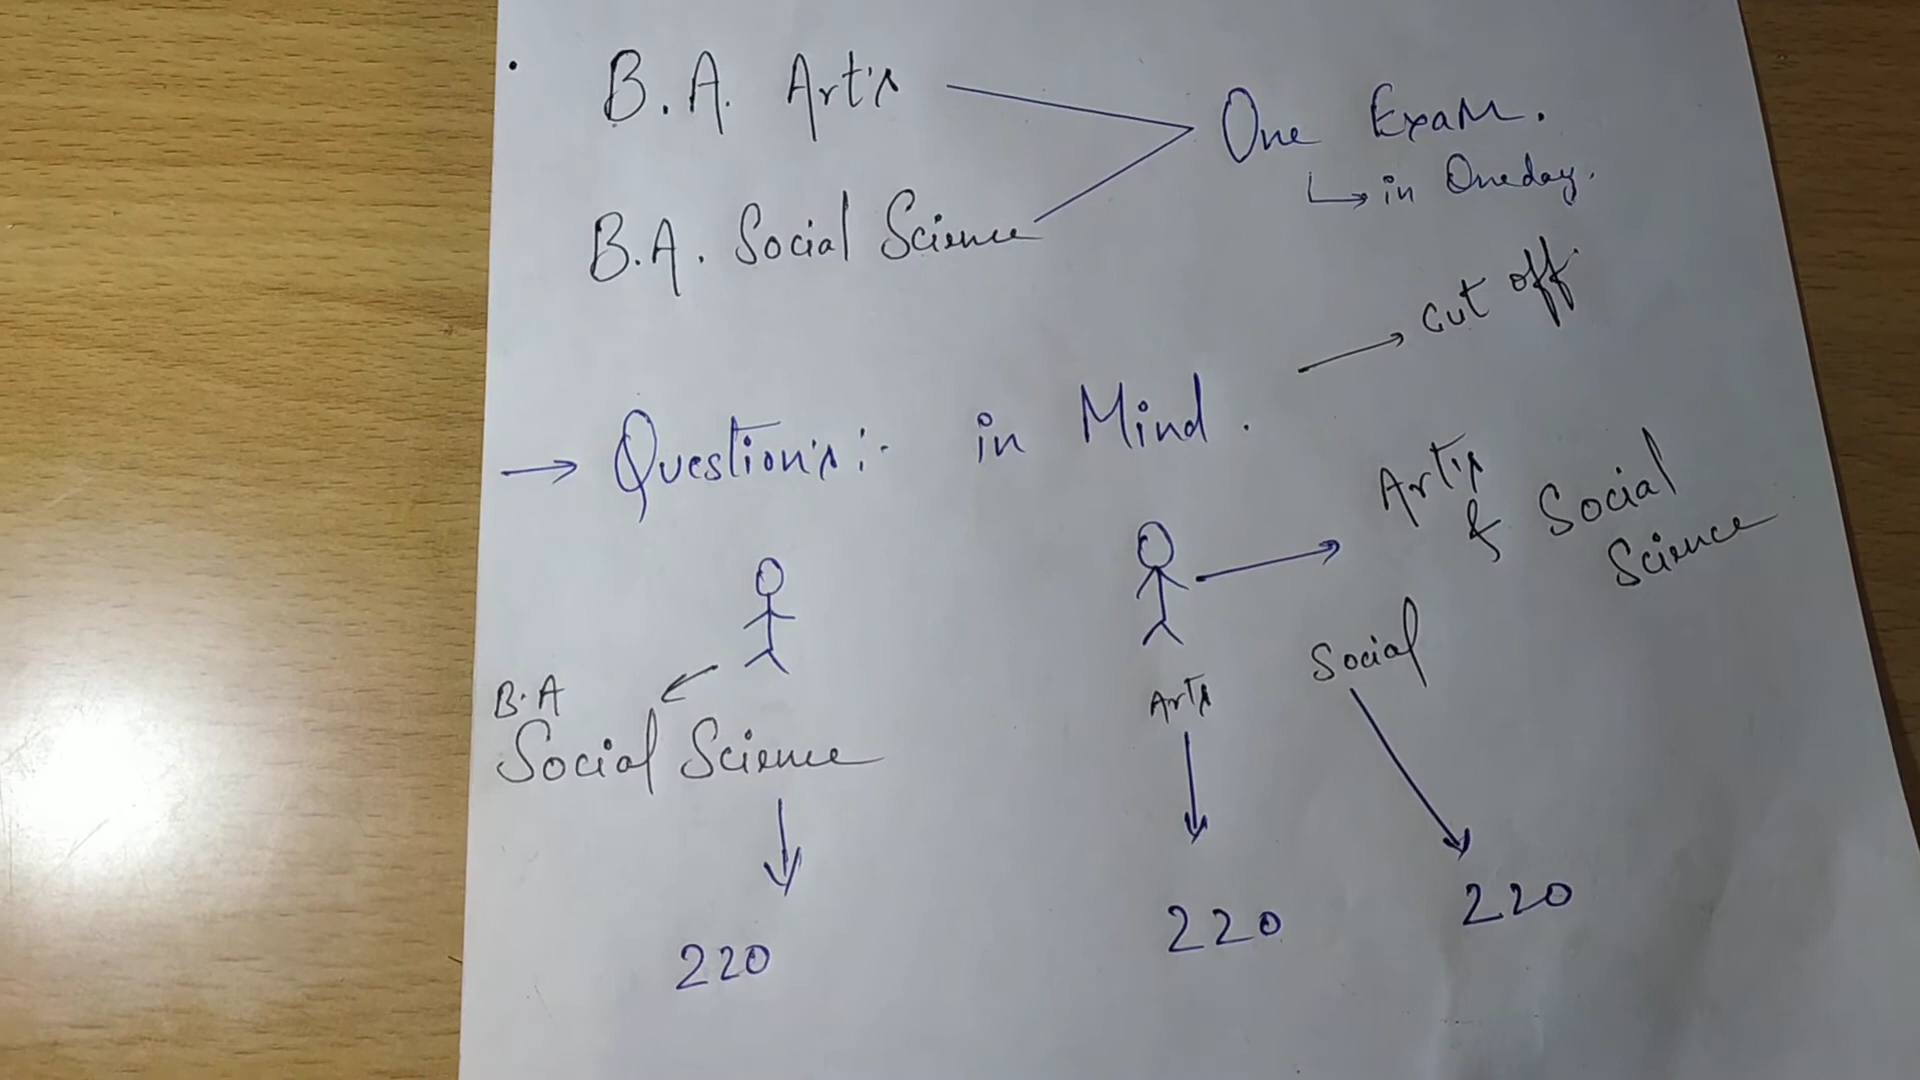 B.A. Art's
One Exam.
in Oneday.
B.A. Social Science
cut off
Question's:- in Mind.
Art's
& Social
Science
B.A
Social Science
Arts
Social
220
220
220